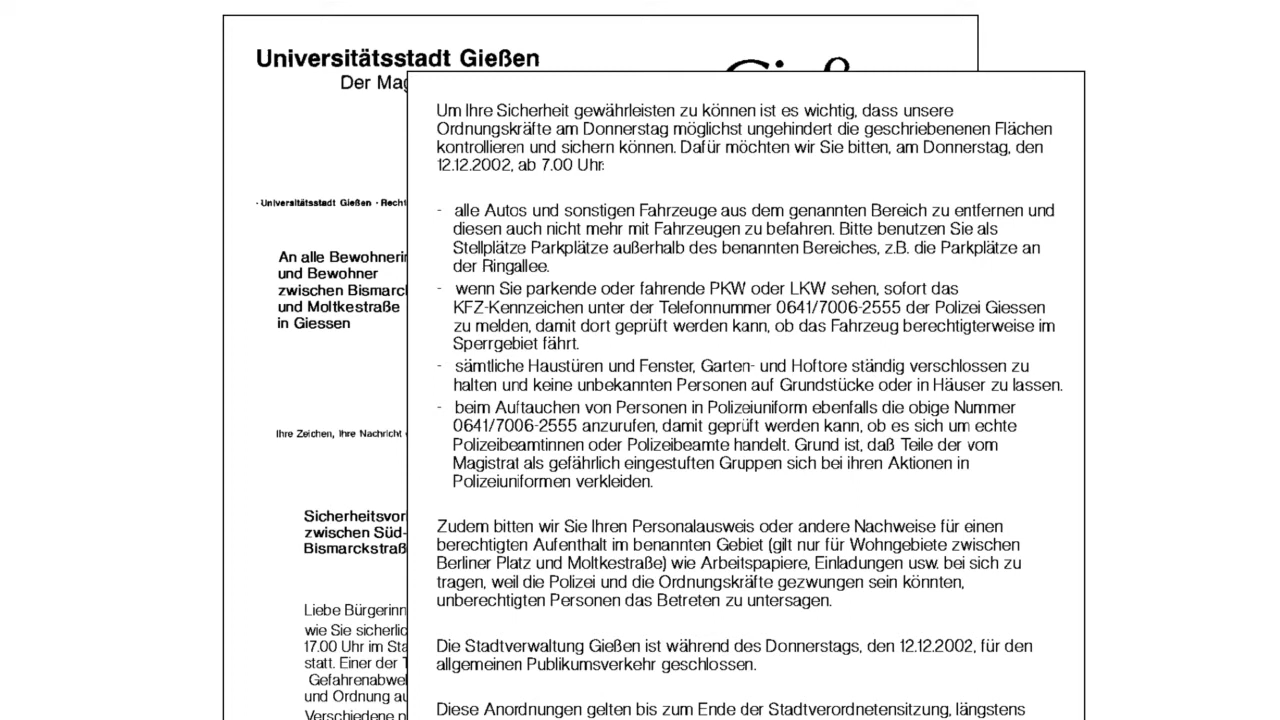 Universitätsstadt Gießen
Der Mag
· Universitätsstadt Gießen · Recht
An alle Bewohnerin
und Bewohner
zwischen Bismarck
und Moltkestraße
in Giessen
Ihre Zeichen, Ihre Nachricht
Sicherheitsvor
zwischen Süd-
Bismarckstraß
Liebe Bürgerinn
wie Sie sicherlic
17.00 Uhr im Sta
statt. Einer der T
Gefahrenabwe
und Ordnung au
Verschiedene p
Um Ihre Sicherheit gewährleisten zu können ist es wichtig, dass unsere
Ordnungskräfte am Donnerstag möglichst ungehindert die geschriebenenen Flächen
kontrollieren und sichern können. Dafür möchten wir Sie bitten, am Donnerstag, den
12.12.2002, ab 7.00 Uhr:
- alle Autos und sonstigen Fahrzeuge aus dem genannten Bereich zu entfernen und
diesen auch nicht mehr mit Fahrzeugen zu befahren. Bitte benutzen Sie als
Stellplätze Parkplätze außerhalb des benannten Bereiches, z.B. die Parkplätze an
der Ringallee.
- wenn Sie parkende oder fahrende PKW oder LKW sehen, sofort das
KFZ-Kennzeichen unter der Telefonnummer 0641/7006-2555 der Polizei Giessen
zu melden, damit dort geprüft werden kann, ob das Fahrzeug berechtigterweise im
Sperrgebiet fährt.
- sämtliche Haustüren und Fenster, Garten- und Hoftore ständig verschlossen zu
halten und keine unbekannten Personen auf Grundstücke oder in Häuser zu lassen.
- beim Auftauchen von Personen in Polizeiuniform ebenfalls die obige Nummer
0641/7006-2555 anzurufen, damit geprüft werden kann, ob es sich um echte
Polizeibeamtinnen oder Polizeibeamte handelt. Grund ist, daß Teile der vom
Magistrat als gefährlich eingestuften Gruppen sich bei ihren Aktionen in
Polizeiuniformen verkleiden.
Zudem bitten wir Sie Ihren Personalausweis oder andere Nachweise für einen
berechtigten Aufenthalt im benannten Gebiet (gilt nur für Wohngebiete zwischen
Berliner Platz und Moltkestraße) wie Arbeitspapiere, Einladungen usw. bei sich zu
tragen, weil die Polizei und die Ordnungskräfte gezwungen sein könnten,
unberechtigten Personen das Betreten zu untersagen.
Die Stadtverwaltung Gießen ist während des Donnerstags, den 12.12.2002, für den
allgemeinen Publikumsverkehr geschlossen.
Diese Anordnungen gelten bis zum Ende der Stadtverordnetensitzung, längstens